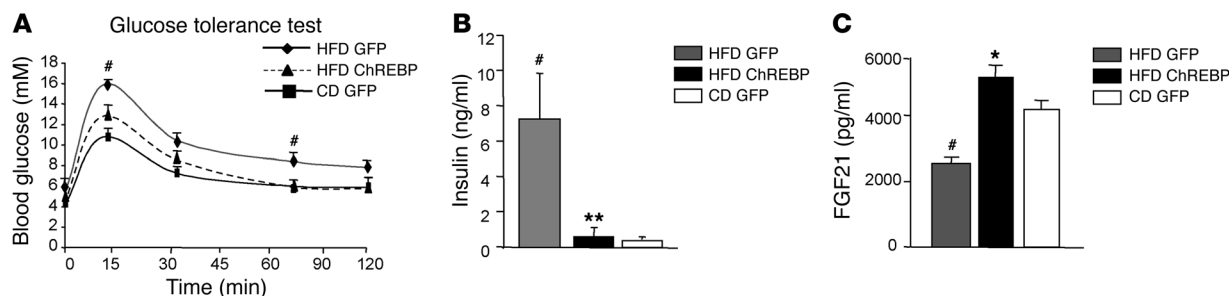 A
Glucose tolerance test
HFD GFP
HFD ChREBP
CD GFP
Blood glucose (mM)
18
16
14
12
10
8
6
4
2
0
#
#
0 15 30 45 60 75 90 120
Time (min)
B
Insulin (ng/ml)
12
10
8
6
4
2
0
#
**
HFD GFP
HFD ChREBP
CD GFP
C
FGF21 (pg/ml)
6000
4000
2000
0
#
*
HFD GFP
HFD ChREBP
CD GFP